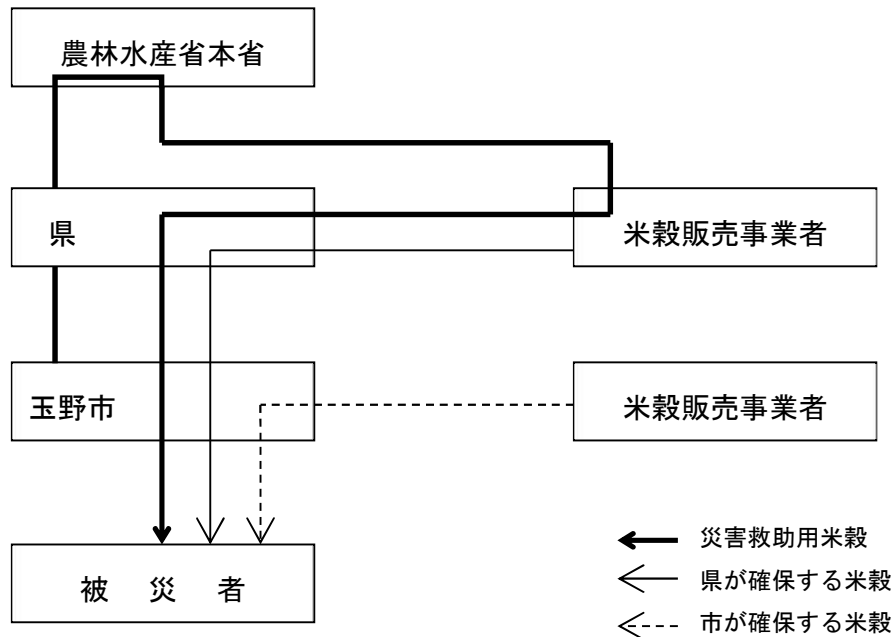 農林水産省本省
県
米穀販売事業者
玉野市
米穀販売事業者
被 災 者
災害救助用米穀
県が確保する米穀
市が確保する米穀